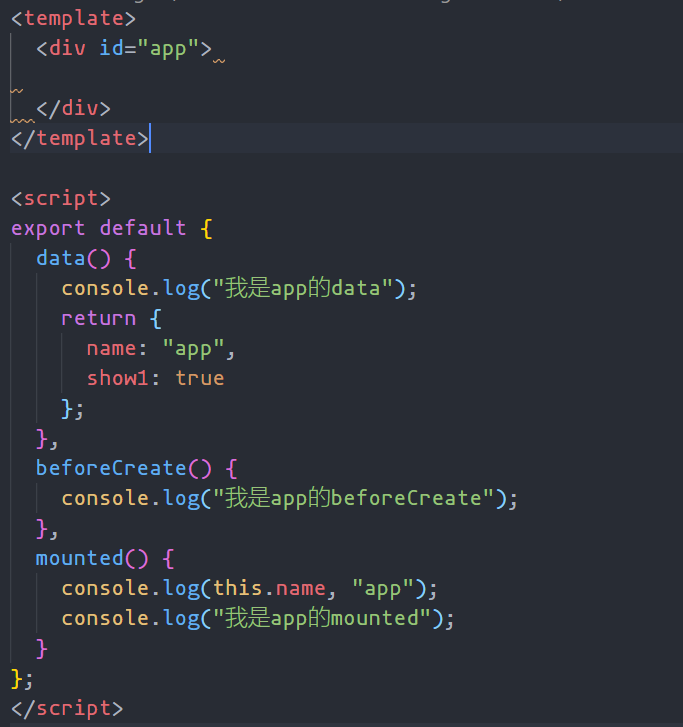 <template>
  <div id="app">
  </div>
</template>
<script>
export default {
  data() {
    console.log("我是app的data");
    return {
      name: "app",
      show1: true
    };
  },
  beforeCreate() {
    console.log("我是app的beforeCreate");
  },
  mounted() {
    console.log(this.name, "app");
    console.log("我是app的mounted");
  }
};
</script>